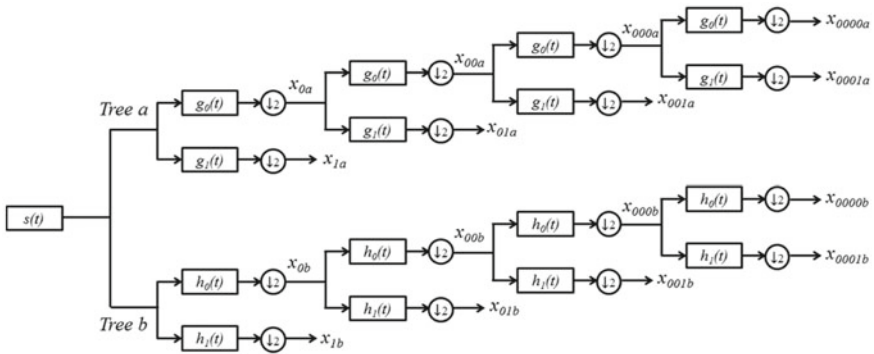 g₀(t) ↓2 x₀₀₀₀ₐ
g₀(t) ↓2 x₀₀₀ₐ
g₀(t) ↓2 x₀₀ₐ
g₁(t) ↓2 x₀₀₀₁ₐ
Tree a g₀(t) ↓2 x₀ₐ
g₁(t) ↓2 x₀₀₁ₐ
g₁(t) ↓2 x₀₁ₐ
g₁(t) ↓2 x₁ₐ
s(t)
h₀(t) ↓2 x₀₀₀₀b
h₀(t) ↓2 x₀₀₀b
h₀(t) ↓2 x₀₀b
h₁(t) ↓2 x₀₀₀₁b
h₀(t) ↓2 x₀b
h₁(t) ↓2 x₀₀₁b
h₁(t) ↓2 x₀₁b
Tree b
h₁(t) ↓2 x₁b